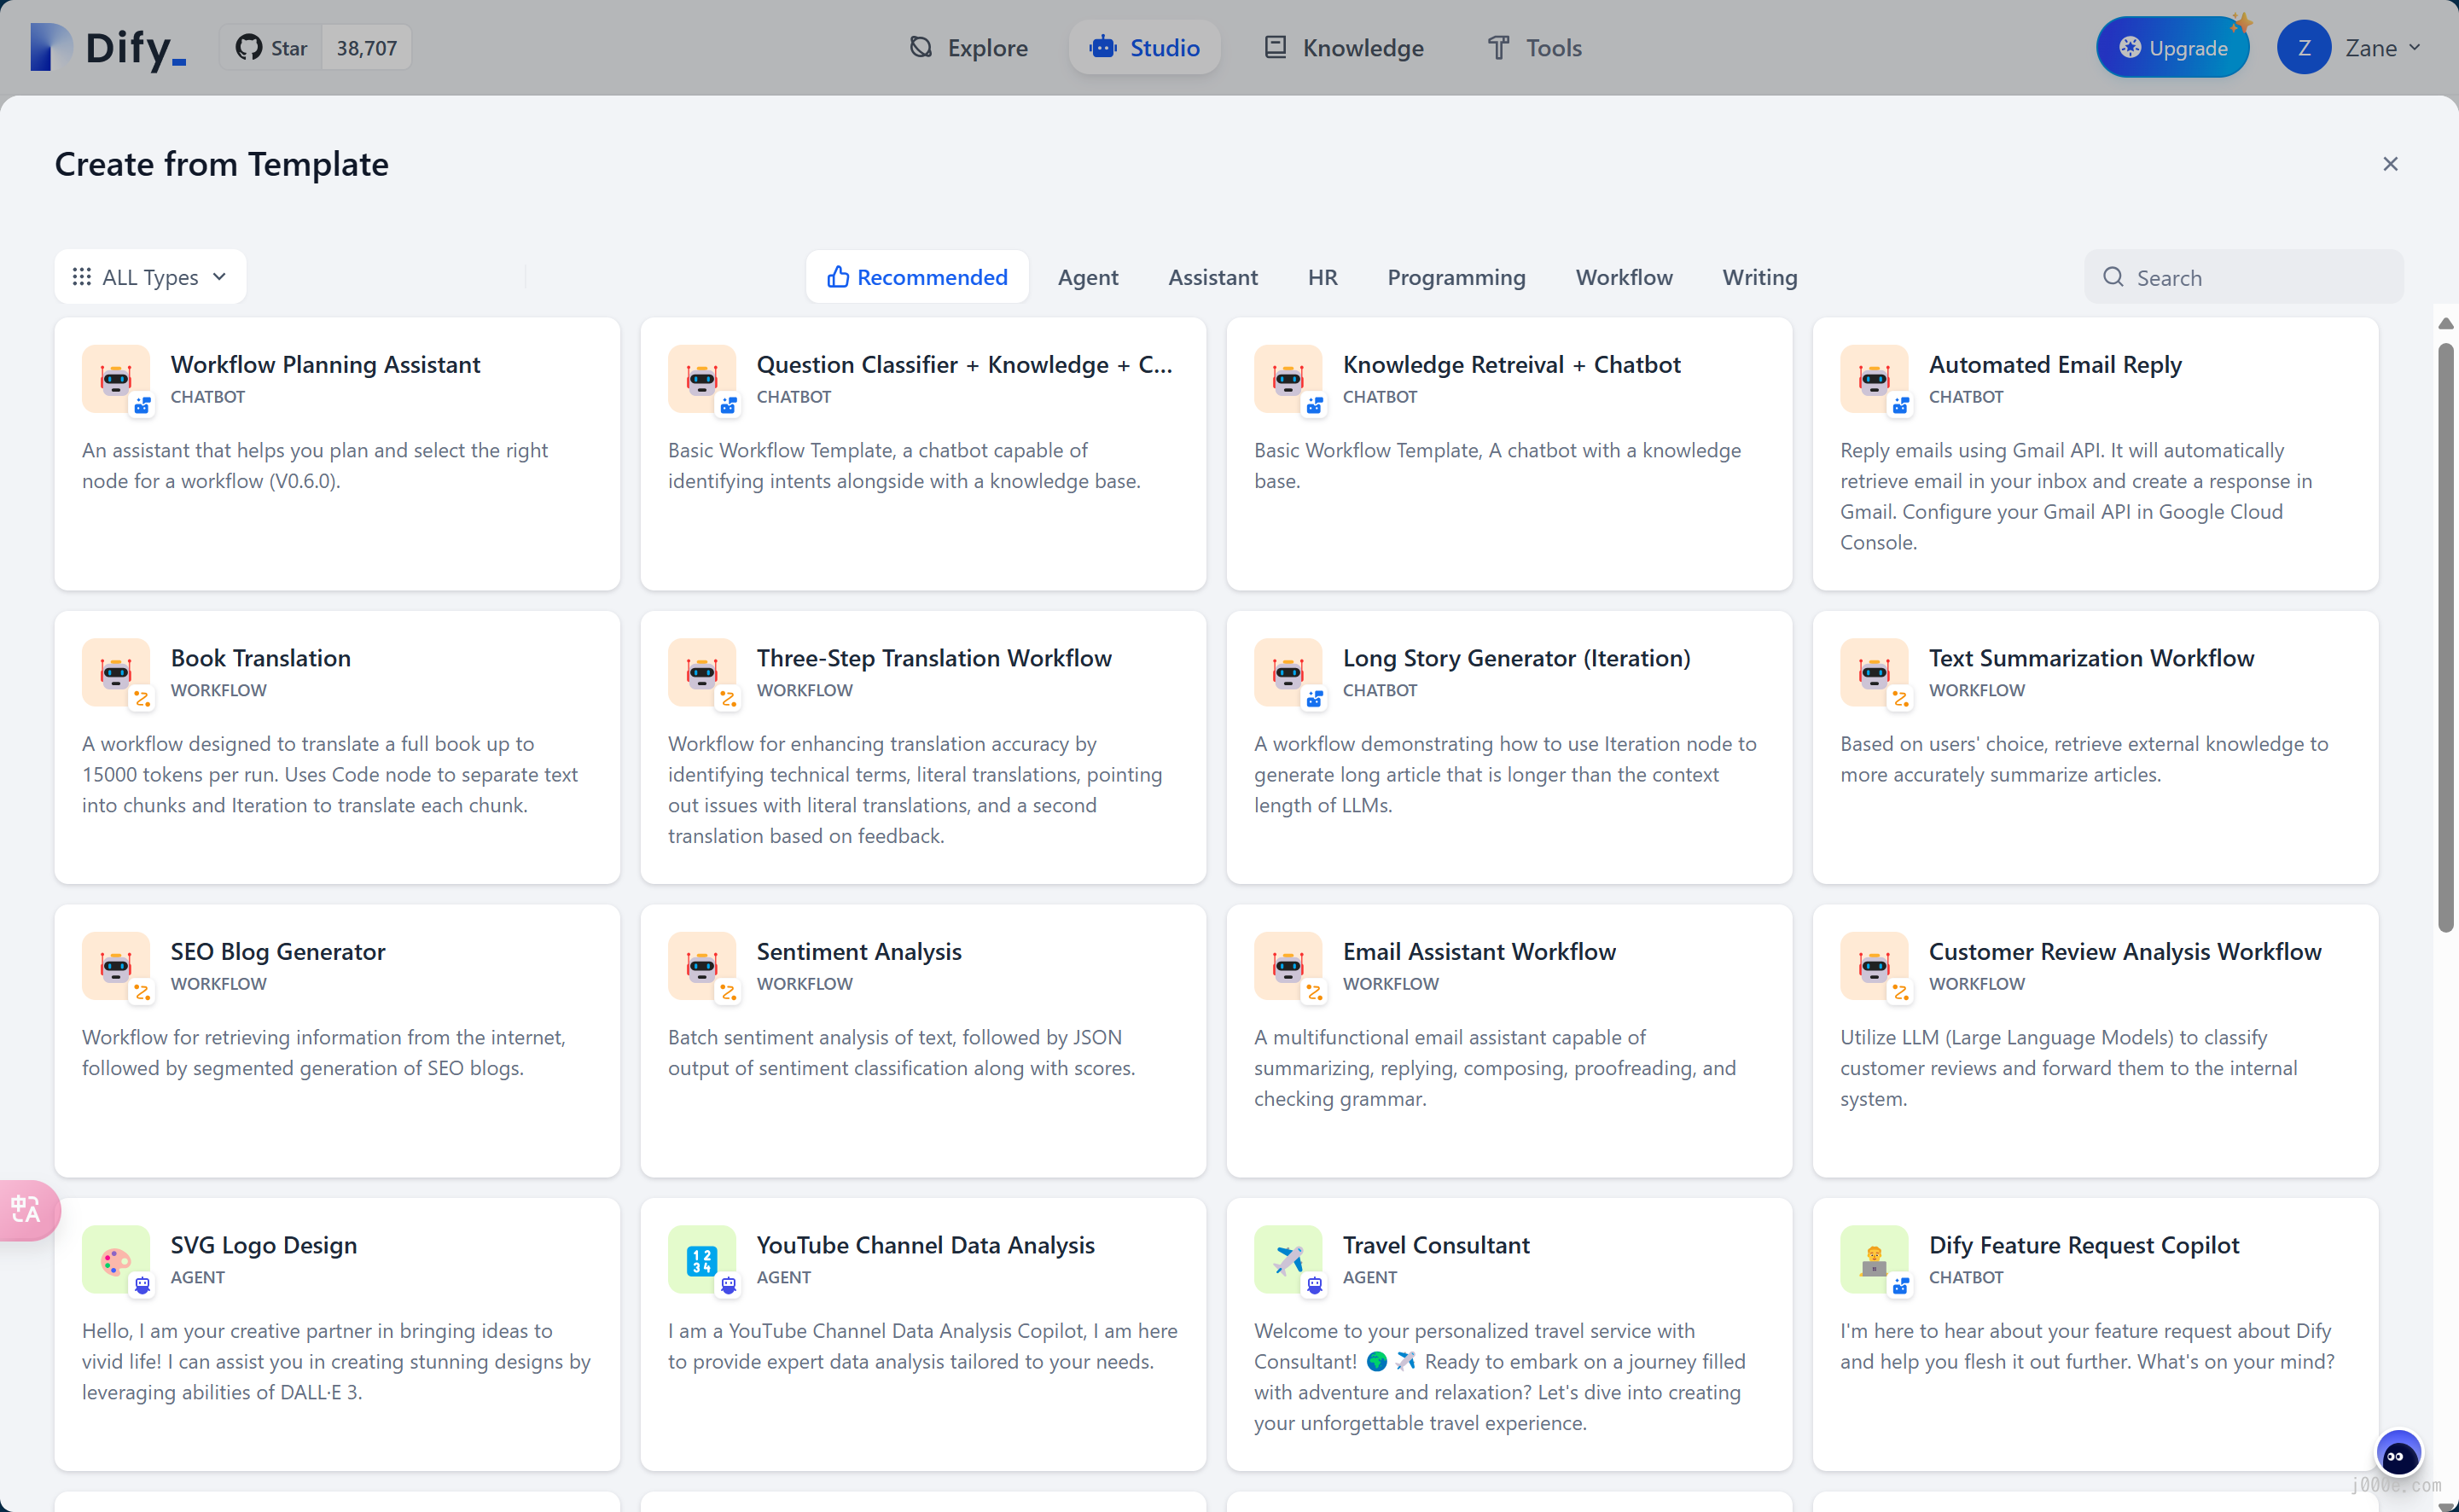 Dify_
Star 38,707
Explore
Studio
Knowledge
Tools
Upgrade
Z
Zane
Create from Template
ALL Types
Recommended
Agent
Assistant
HR
Programming
Workflow
Writing
Search
Workflow Planning Assistant
CHATBOT
An assistant that helps you plan and select the right
node for a workflow (V0.6.0).
Question Classifier + Knowledge + C...
CHATBOT
Basic Workflow Template, a chatbot capable of
identifying intents alongside with a knowledge base.
Knowledge Retreival + Chatbot
CHATBOT
Basic Workflow Template, A chatbot with a knowledge
base.
Automated Email Reply
CHATBOT
Reply emails using Gmail API. It will automatically
retrieve email in your inbox and create a response in
Gmail. Configure your Gmail API in Google Cloud
Console.
Book Translation
WORKFLOW
A workflow designed to translate a full book up to
15000 tokens per run. Uses Code node to separate text
into chunks and Iteration to translate each chunk.
Three-Step Translation Workflow
WORKFLOW
Workflow for enhancing translation accuracy by
identifying technical terms, literal translations, pointing
out issues with literal translations, and a second
translation based on feedback.
Long Story Generator (Iteration)
CHATBOT
A workflow demonstrating how to use Iteration node to
generate long article that is longer than the context
length of LLMs.
Text Summarization Workflow
WORKFLOW
Based on users' choice, retrieve external knowledge to
more accurately summarize articles.
SEO Blog Generator
WORKFLOW
Workflow for retrieving information from the internet,
followed by segmented generation of SEO blogs.
Sentiment Analysis
WORKFLOW
Batch sentiment analysis of text, followed by JSON
output of sentiment classification along with scores.
Email Assistant Workflow
WORKFLOW
A multifunctional email assistant capable of
summarizing, replying, composing, proofreading, and
checking grammar.
Customer Review Analysis Workflow
WORKFLOW
Utilize LLM (Large Language Models) to classify
customer reviews and forward them to the internal
system.
中A
SVG Logo Design
AGENT
Hello, I am your creative partner in bringing ideas to
vivid life! I can assist you in creating stunning designs by
leveraging abilities of DALL·E 3.
12
34
YouTube Channel Data Analysis
AGENT
I am a YouTube Channel Data Analysis Copilot, I am here
to provide expert data analysis tailored to your needs.
Travel Consultant
AGENT
Welcome to your personalized travel service with
Consultant! 🌍 ✈️ Ready to embark on a journey filled
with adventure and relaxation? Let's dive into creating
your unforgettable travel experience.
Dify Feature Request Copilot
CHATBOT
I'm here to hear about your feature request about Dify
and help you flesh it out further. What's on your mind?